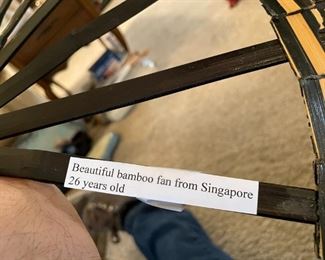 Beautiful bamboo fan from Singapore
26 years old